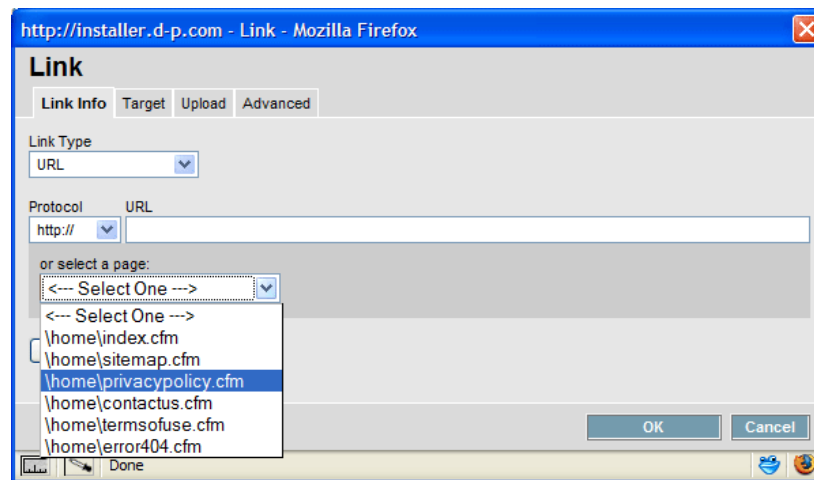 http://installer.d-p.com - Link - Mozilla Firefox
Link
Link Info Target Upload Advanced
Link Type
URL
Protocol URL
http://
or select a page:
<--- Select One --->
<--- Select One --->
\home\index.cfm
\home\sitemap.cfm
\home\privacypolicy.cfm
\home\contactus.cfm
\home\termsofuse.cfm
\home\error404.cfm
OK Cancel
Done